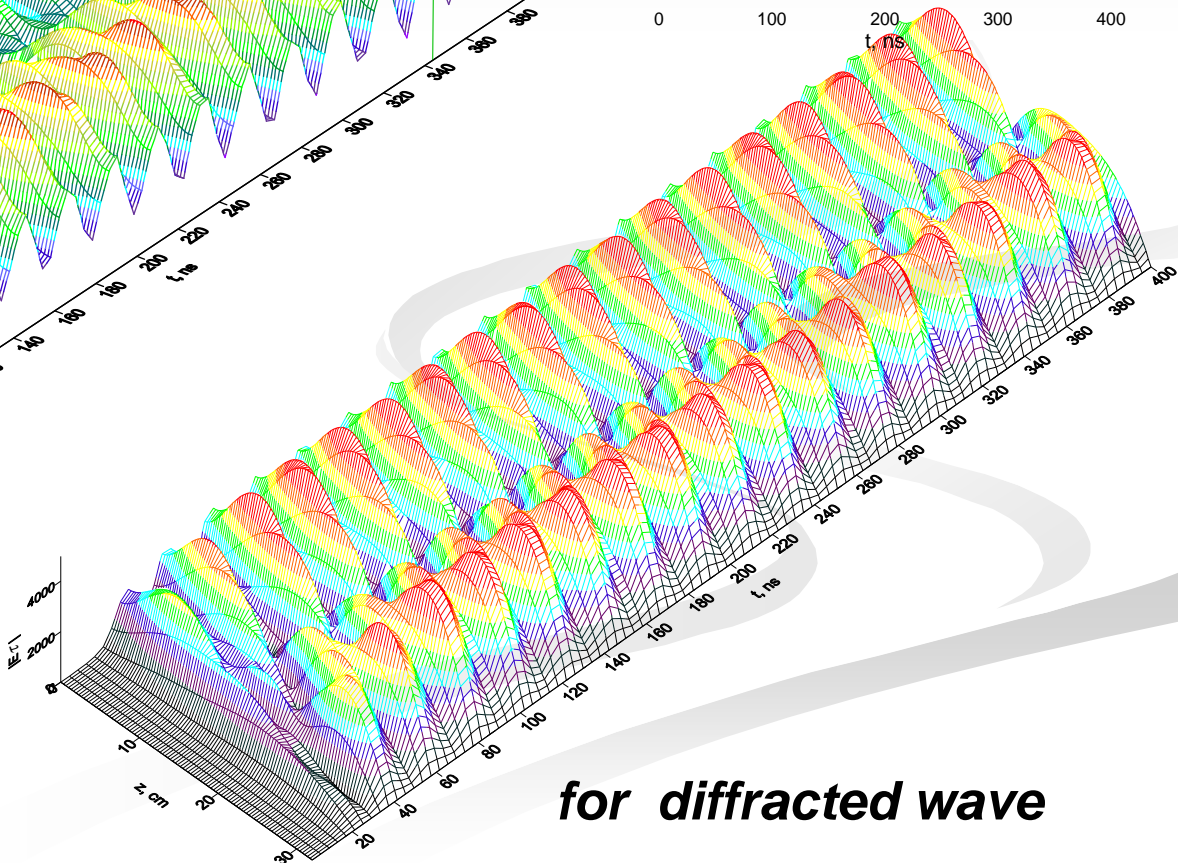 0 100 200 300 400
t, ns
140 160 180 200 220 240 260 280 300 320 340 360 380
t, ns
4000
2000
0
10
20
30
z, cm
20 40 60 80 100 120 140 160 180 200 220 240 260 280 300 320 340 360 380 400
t, ns
for diffracted wave